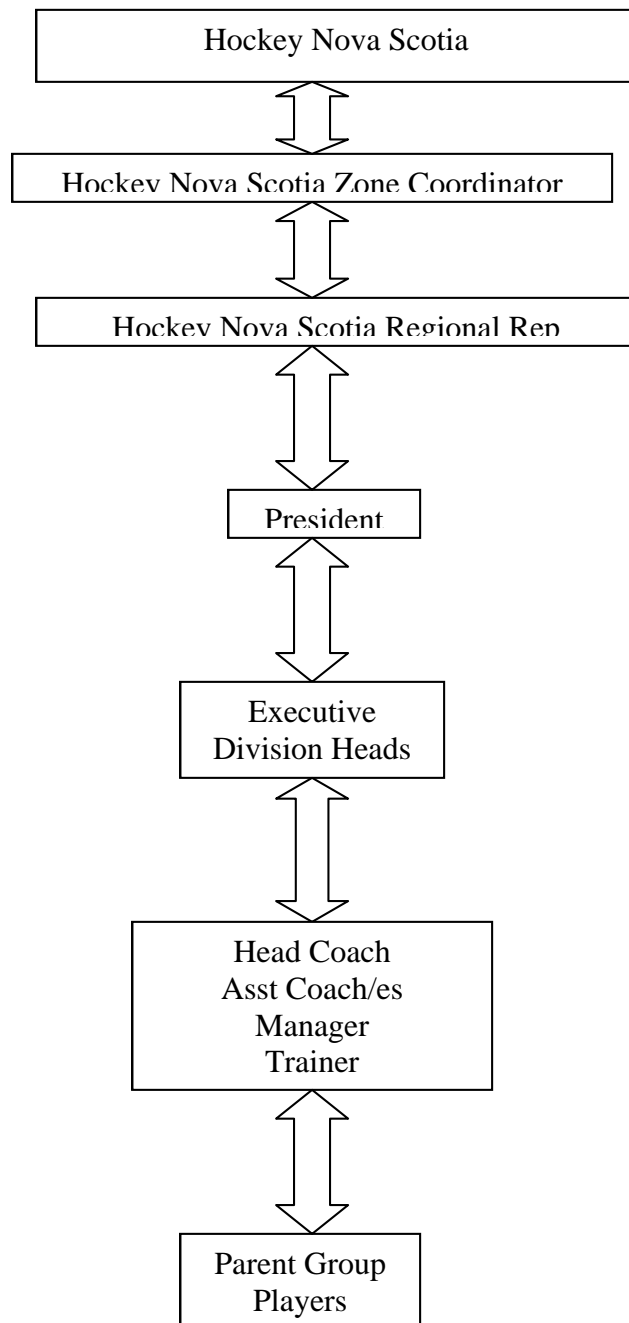 Hockey Nova Scotia
Hockey Nova Scotia Zone Coordinator
Hockey Nova Scotia Regional Rep
President
Executive
Division Heads
Head Coach
Asst Coach/es
Manager
Trainer
Parent Group
Players